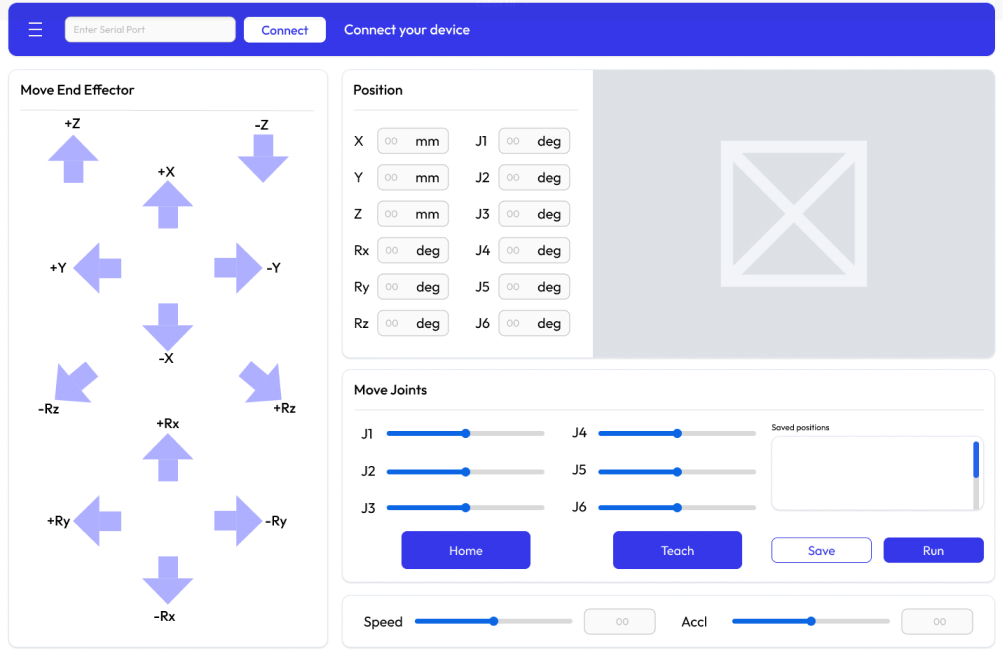 Enter Serial Port
Connect
Connect your device
Move End Effector
+Z
-Z
+X
+Y
-Y
-X
-Rz
+Rz
+Rx
+Ry
-Ry
-Rx
Position
X 00 mm J1 00 deg
Y 00 mm J2 00 deg
Z 00 mm J3 00 deg
Rx 00 deg J4 00 deg
Ry 00 deg J5 00 deg
Rz 00 deg J6 00 deg
Move Joints
J1 J4
J2 J5
J3 J6
Home Teach
Saved positions
Save Run
Speed 00 Accl 00